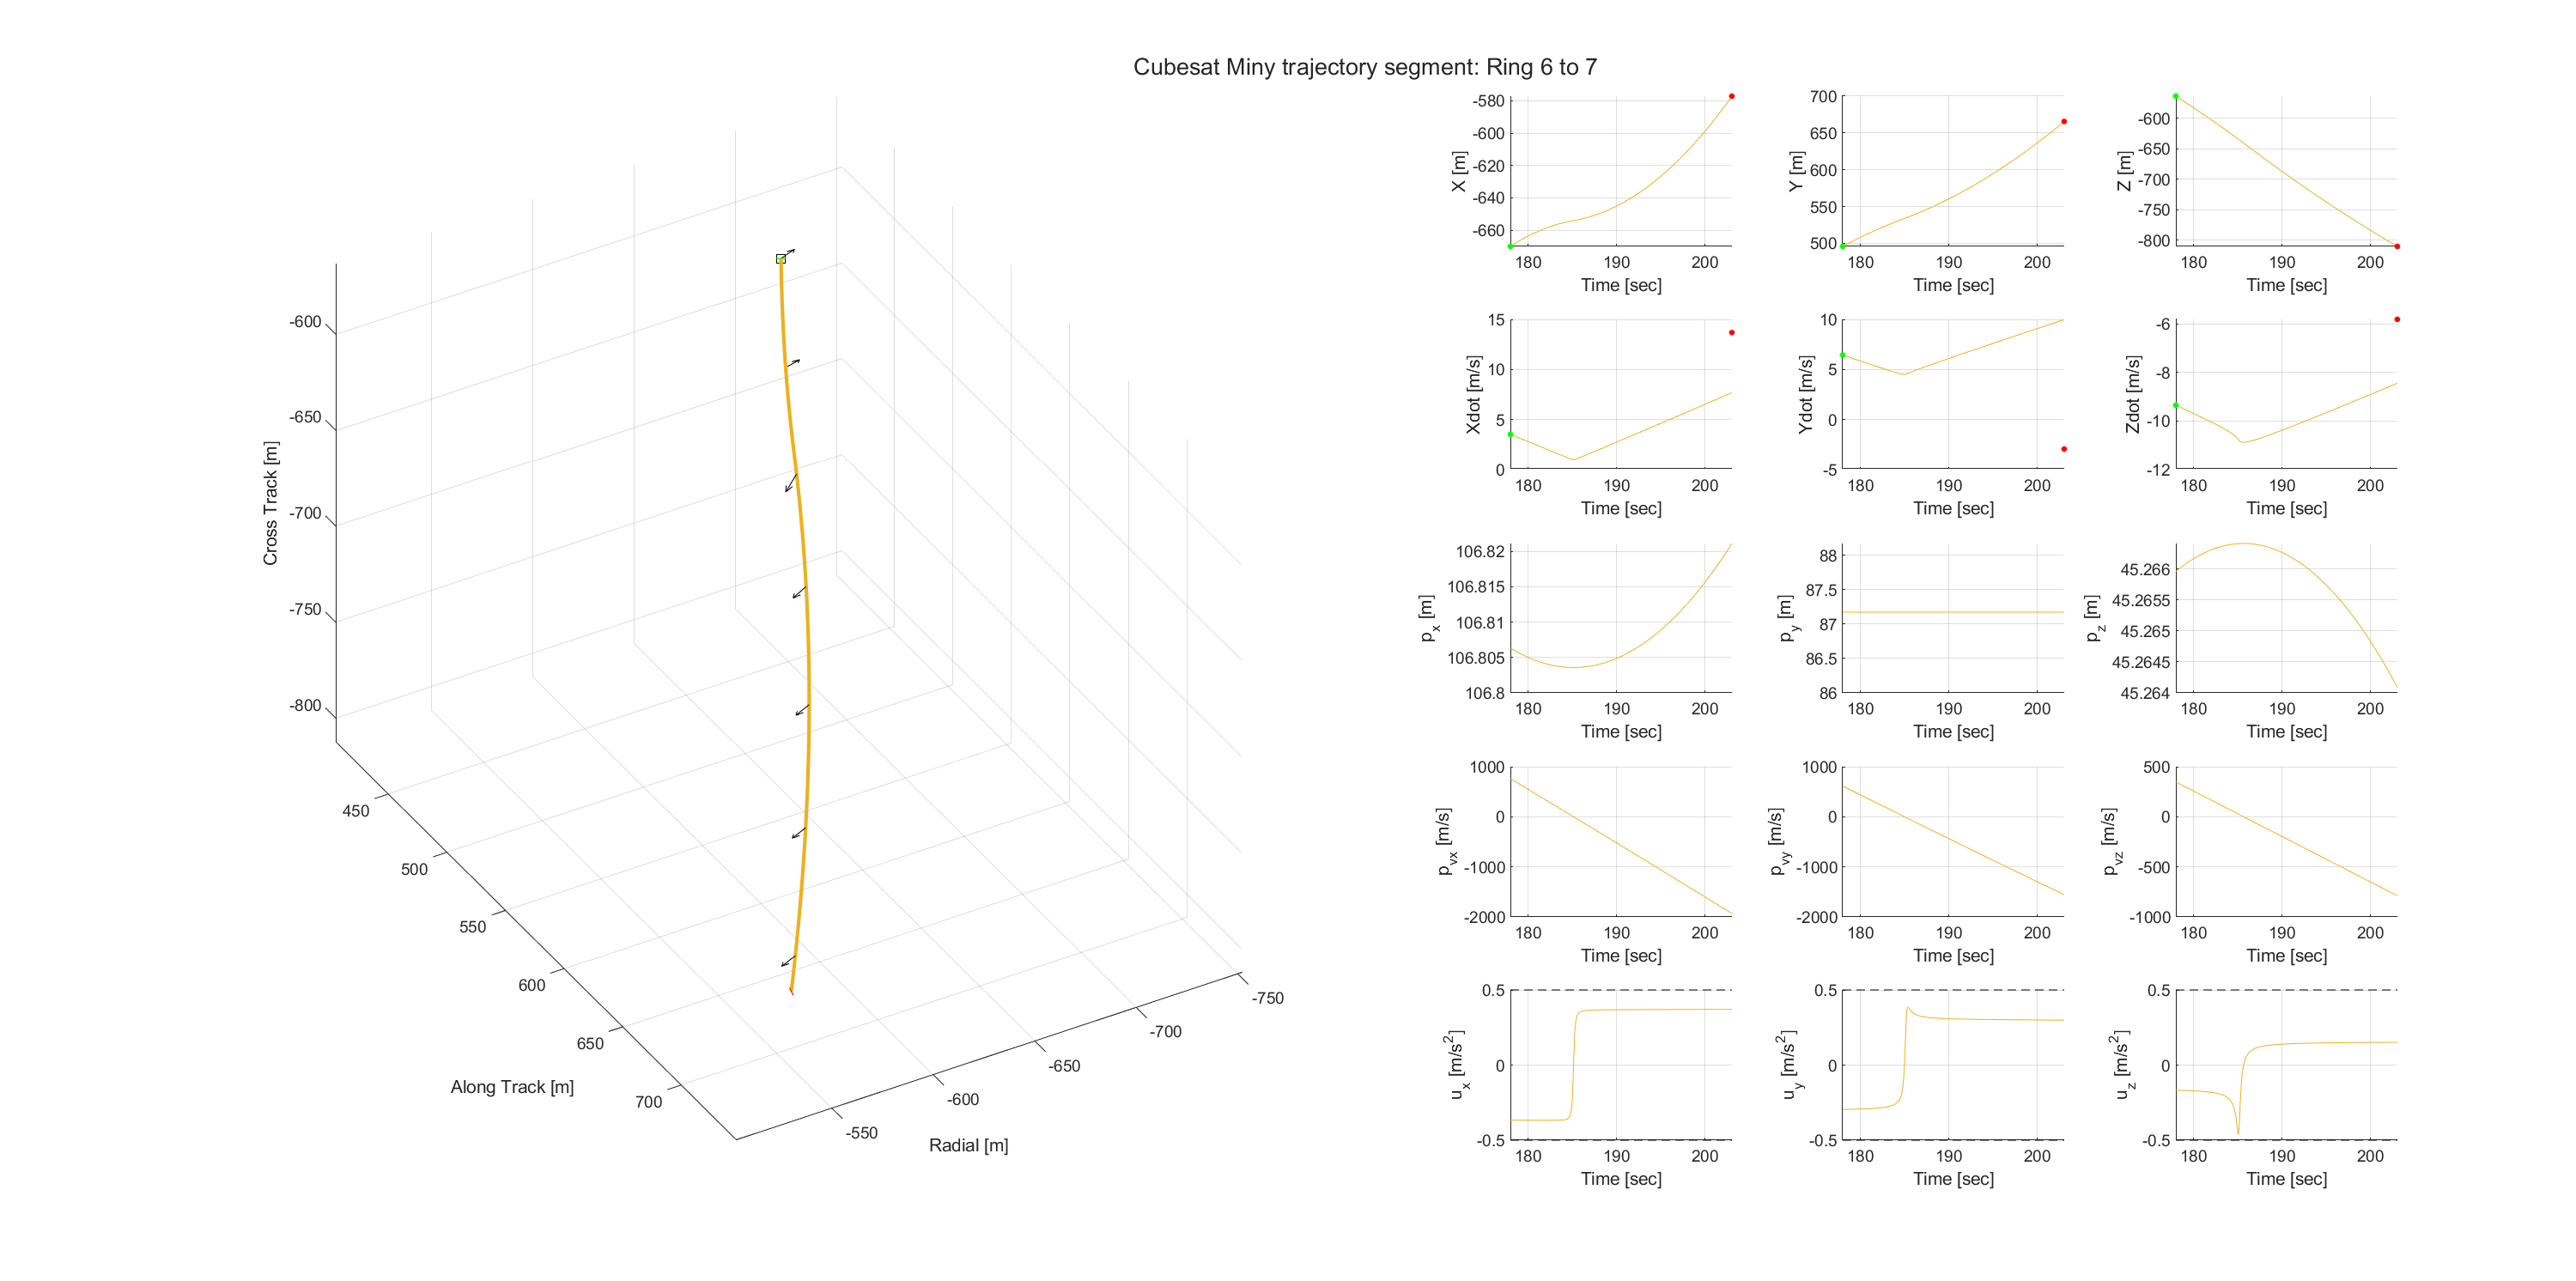 Cubesat Miny trajectory segment: Ring 6 to 7
Cross Track [m]
-600
-650
-700
-750
-800
Along Track [m]
450
500
550
600
650
700
Radial [m]
-550
-600
-650
-700
-750
X [m]
-580
-600
-620
-640
-660
180 190 200
Time [sec]
Y [m]
700
650
600
550
500
180 190 200
Time [sec]
Z [m]
-600
-650
-700
-750
-800
180 190 200
Time [sec]
Xdot [m/s]
15
10
5
0
180 190 200
Time [sec]
Ydot [m/s]
10
5
0
-5
180 190 200
Time [sec]
Zdot [m/s]
-6
-8
-10
-12
180 190 200
Time [sec]
p_x [m]
106.82
106.815
106.81
106.805
106.8
180 190 200
Time [sec]
p_y [m]
88
87.5
87
86.5
86
180 190 200
Time [sec]
p_z [m]
45.266
45.2655
45.265
45.2645
45.264
180 190 200
Time [sec]
p_vx [m/s]
1000
0
-1000
-2000
180 190 200
Time [sec]
p_vy [m/s]
1000
0
-1000
-2000
180 190 200
Time [sec]
p_vz [m/s]
500
0
-500
-1000
180 190 200
Time [sec]
u_x [m/s²]
0.5
0
-0.5
180 190 200
Time [sec]
u_y [m/s²]
0.5
0
-0.5
180 190 200
Time [sec]
u_z [m/s²]
0.5
0
-0.5
180 190 200
Time [sec]